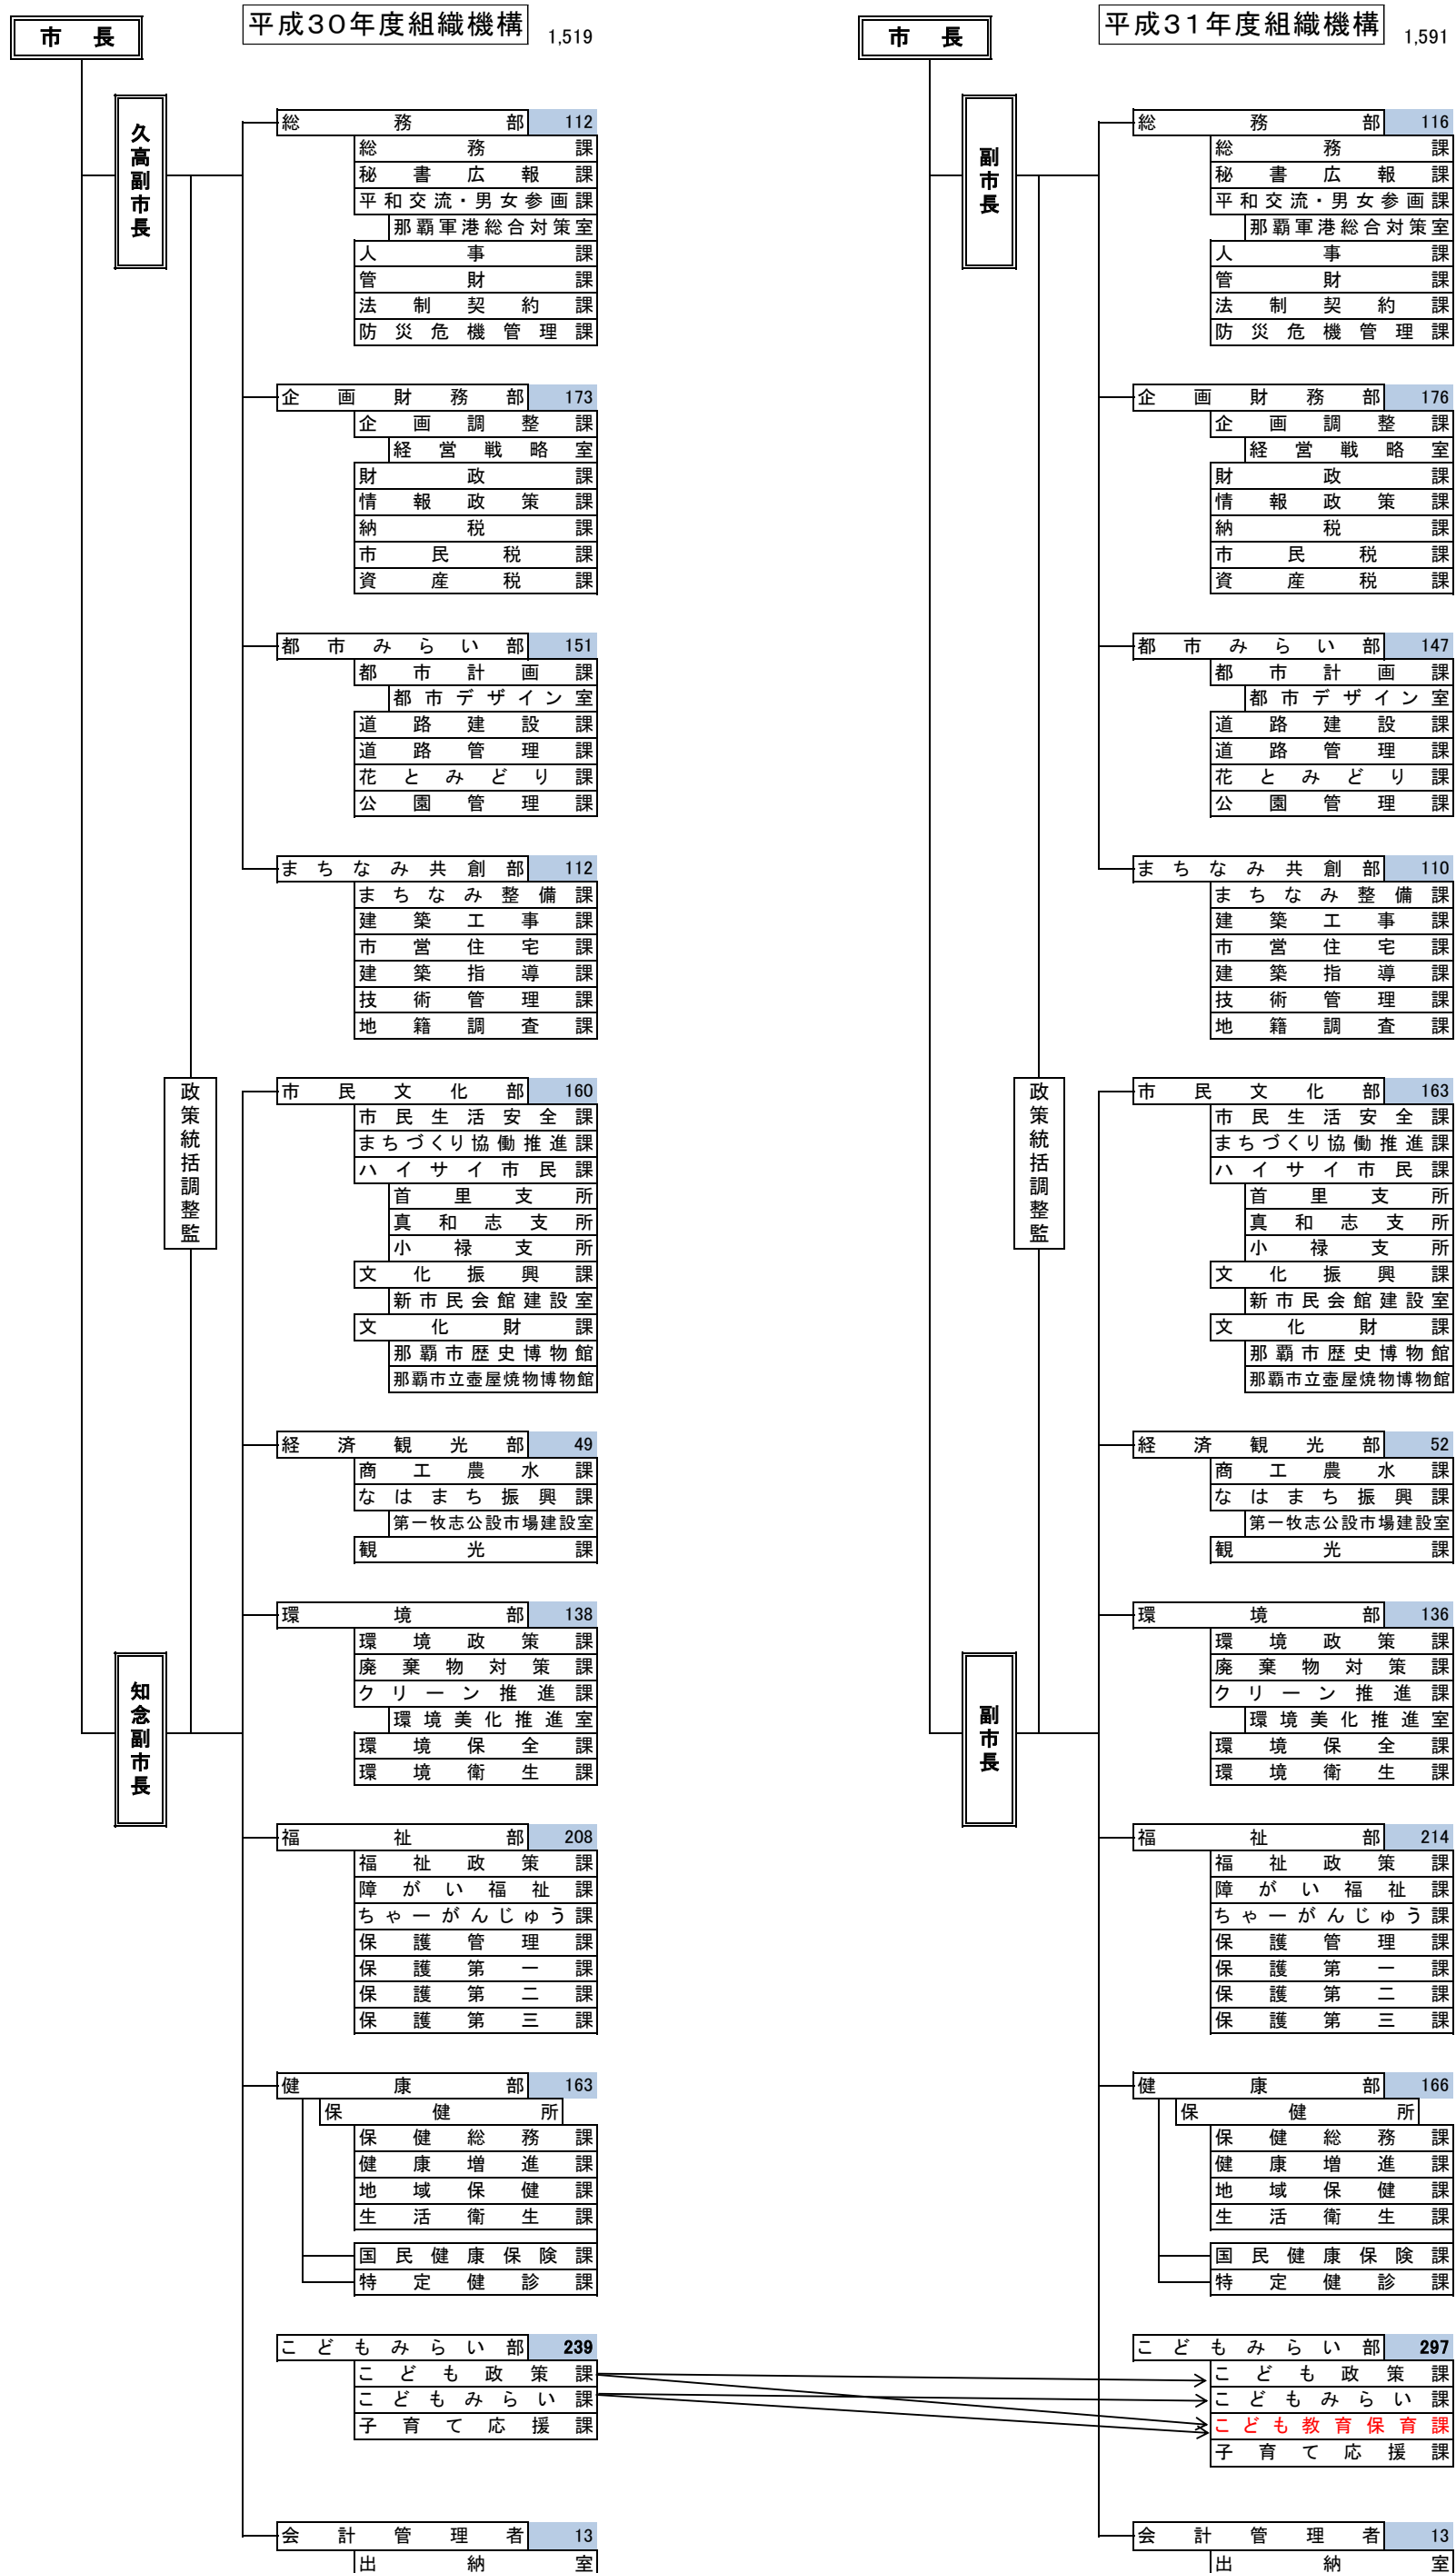 平成30年度組織機構
1,519
市長
久高副市長
政策統括調整監
知念副市長
総務部 112
総務課
秘書広報課
平和交流・男女参画課
那覇軍港総合対策室
人事課
管財課
法制契約課
防災危機管理課
企画財務部 173
企画調整課
経営戦略室
財政課
情報政策課
納税課
市民税課
資産税課
都市みらい部 151
都市計画課
都市デザイン室
道路建設課
道路管理課
花とみどり課
公園管理課
まちなみ共創部 112
まちなみ整備課
建築工事課
市営住宅課
建築指導課
技術管理課
地籍調査課
市民文化部 160
市民生活安全課
まちづくり協働推進課
ハイサイ市民課
首里支所
真和志支所
小禄支所
文化振興課
新市民会館建設室
文化財課
那覇市歴史博物館
那覇市立壺屋焼物博物館
経済観光部 49
商工農水課
なはまち振興課
第一牧志公設市場建設室
観光課
環境部 138
環境政策課
廃棄物対策課
クリーン推進課
環境美化推進室
環境保全課
環境衛生課
福祉部 208
福祉政策課
障がい福祉課
ちゃーがんじゅう課
保護管理課
保護第一課
保護第二課
保護第三課
健康部 163
保健所
保健総務課
健康増進課
地域保健課
生活衛生課
国民健康保険課
特定健診課
こどもみらい部 239
こども政策課
こどもみらい課
子育て応援課
会計管理者 13
出納室
平成31年度組織機構
1,591
市長
副市長
政策統括調整監
副市長
総務部 116
総務課
秘書広報課
平和交流・男女参画課
那覇軍港総合対策室
人事課
管財課
法制契約課
防災危機管理課
企画財務部 176
企画調整課
経営戦略室
財政課
情報政策課
納税課
市民税課
資産税課
都市みらい部 147
都市計画課
都市デザイン室
道路建設課
道路管理課
花とみどり課
公園管理課
まちなみ共創部 110
まちなみ整備課
建築工事課
市営住宅課
建築指導課
技術管理課
地籍調査課
市民文化部 163
市民生活安全課
まちづくり協働推進課
ハイサイ市民課
首里支所
真和志支所
小禄支所
文化振興課
新市民会館建設室
文化財課
那覇市歴史博物館
那覇市立壺屋焼物博物館
経済観光部 52
商工農水課
なはまち振興課
第一牧志公設市場建設室
観光課
環境部 136
環境政策課
廃棄物対策課
クリーン推進課
環境美化推進室
環境保全課
環境衛生課
福祉部 214
福祉政策課
障がい福祉課
ちゃーがんじゅう課
保護管理課
保護第一課
保護第二課
保護第三課
健康部 166
保健所
保健総務課
健康増進課
地域保健課
生活衛生課
国民健康保険課
特定健診課
こどもみらい部 297
こども政策課
こどもみらい課
こども教育保育課
子育て応援課
会計管理者 13
出納室